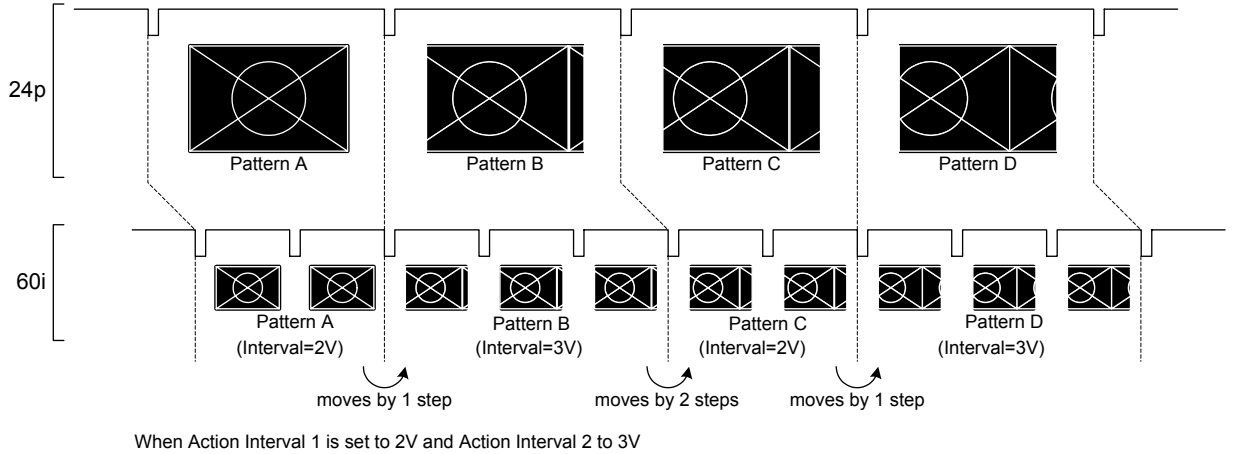 24p
Pattern A
Pattern B
Pattern C
Pattern D
60i
Pattern A
(Interval=2V)
Pattern B
(Interval=3V)
Pattern C
(Interval=2V)
Pattern D
(Interval=3V)
moves by 1 step
moves by 2 steps
moves by 1 step
When Action Interval 1 is set to 2V and Action Interval 2 to 3V